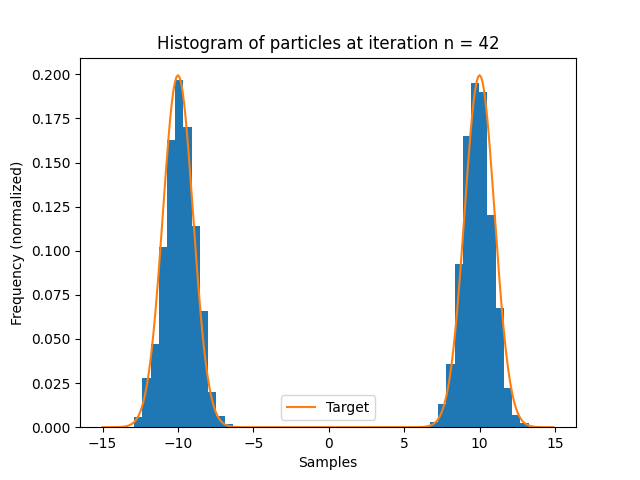 Histogram of particles at iteration n = 42
Frequency (normalized)
0.200
0.175
0.150
0.125
0.100
0.075
0.050
0.025
0.000
Target
−15 −10 −5 0 5 10 15
Samples